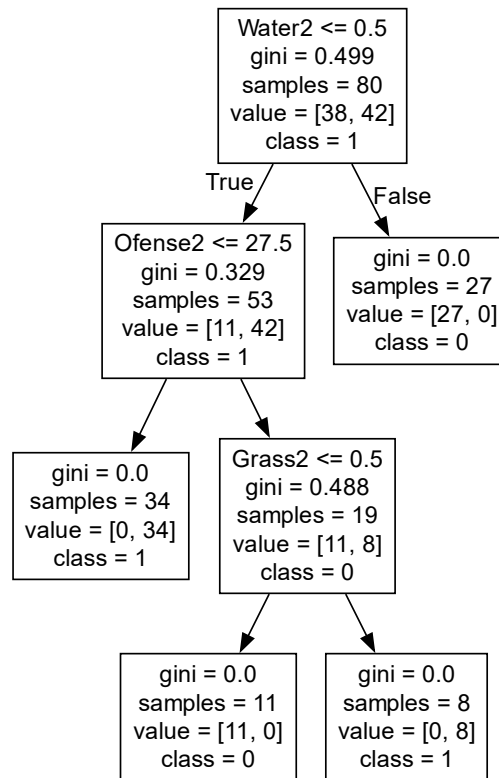 Water2 <= 0.5
gini = 0.499
samples = 80
value = [38, 42]
class = 1
True
False
Ofense2 <= 27.5
gini = 0.329
samples = 53
value = [11, 42]
class = 1
gini = 0.0
samples = 27
value = [27, 0]
class = 0
gini = 0.0
samples = 34
value = [0, 34]
class = 1
Grass2 <= 0.5
gini = 0.488
samples = 19
value = [11, 8]
class = 0
gini = 0.0
samples = 11
value = [11, 0]
class = 0
gini = 0.0
samples = 8
value = [0, 8]
class = 1